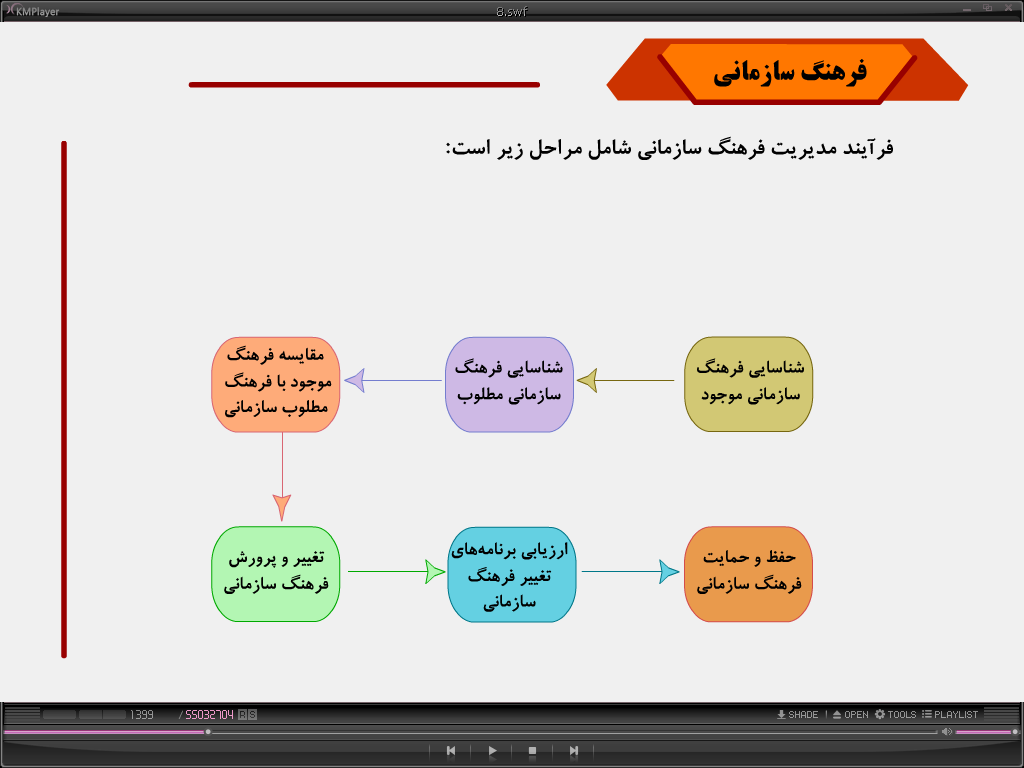 KMPlayer
8.swf
فرهنگ سازمانی
فرآیند مدیریت فرهنگ سازمانی شامل مراحل زیر است:
شناسایی فرهنگ
سازمانی موجود
شناسایی فرهنگ
سازمانی مطلوب
مقایسه فرهنگ
موجود با فرهنگ
مطلوب سازمانی
تغییر و پرورش
فرهنگ سازمانی
ارزیابی برنامه‌های
تغییر فرهنگ
سازمانی
حفظ و حمایت
فرهنگ سازمانی
1399 / 55032704 R S
SHADE ! OPEN TOOLS PLAYLIST